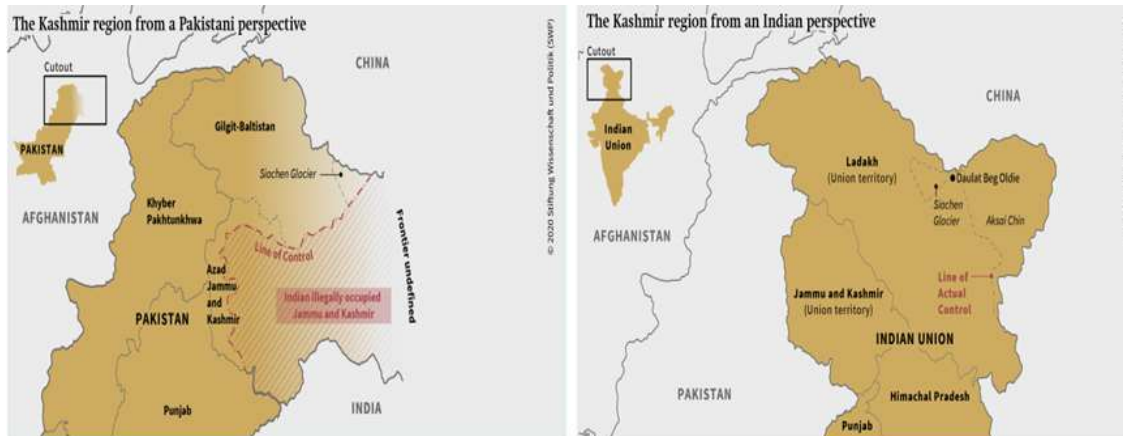 The Kashmir region from a Pakistani perspective
Cutout
CHINA
PAKISTAN
Gilgit-Baltistan
Siachen Glacier
AFGHANISTAN
Khyber
Pakhtunkhwa
Line of Control
Frontier undefined
Azad
Jammu
and
Kashmir
Indian illegally occupied
Jammu and Kashmir
PAKISTAN
Punjab
INDIA
© 2020 Stiftung Wissenschaft und Politik (SWP)
The Kashmir region from an Indian perspective
Cutout
CHINA
Indian
Union
Ladakh
(Union territory)
Daulat Beg Oldie
Siachen
Glacier
Aksai Chin
AFGHANISTAN
Line of
Actual
Control
Jammu and Kashmir
(Union territory)
INDIAN UNION
PAKISTAN
Himachal Pradesh
Punjab